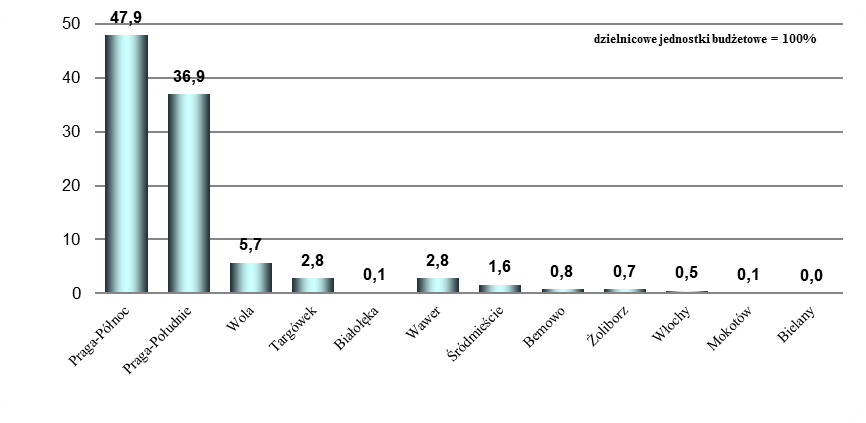 50
40
30
20
10
0
47,9
36,9
5,7
2,8
0,1
2,8
1,6
0,8
0,7
0,5
0,1
0,0
dzielnicowe jednostki budżetowe = 100%
Praga-Północ
Praga-Południe
Wola
Targówek
Białołęka
Wawer
Śródmieście
Bemowo
Żoliborz
Włochy
Mokotów
Bielany